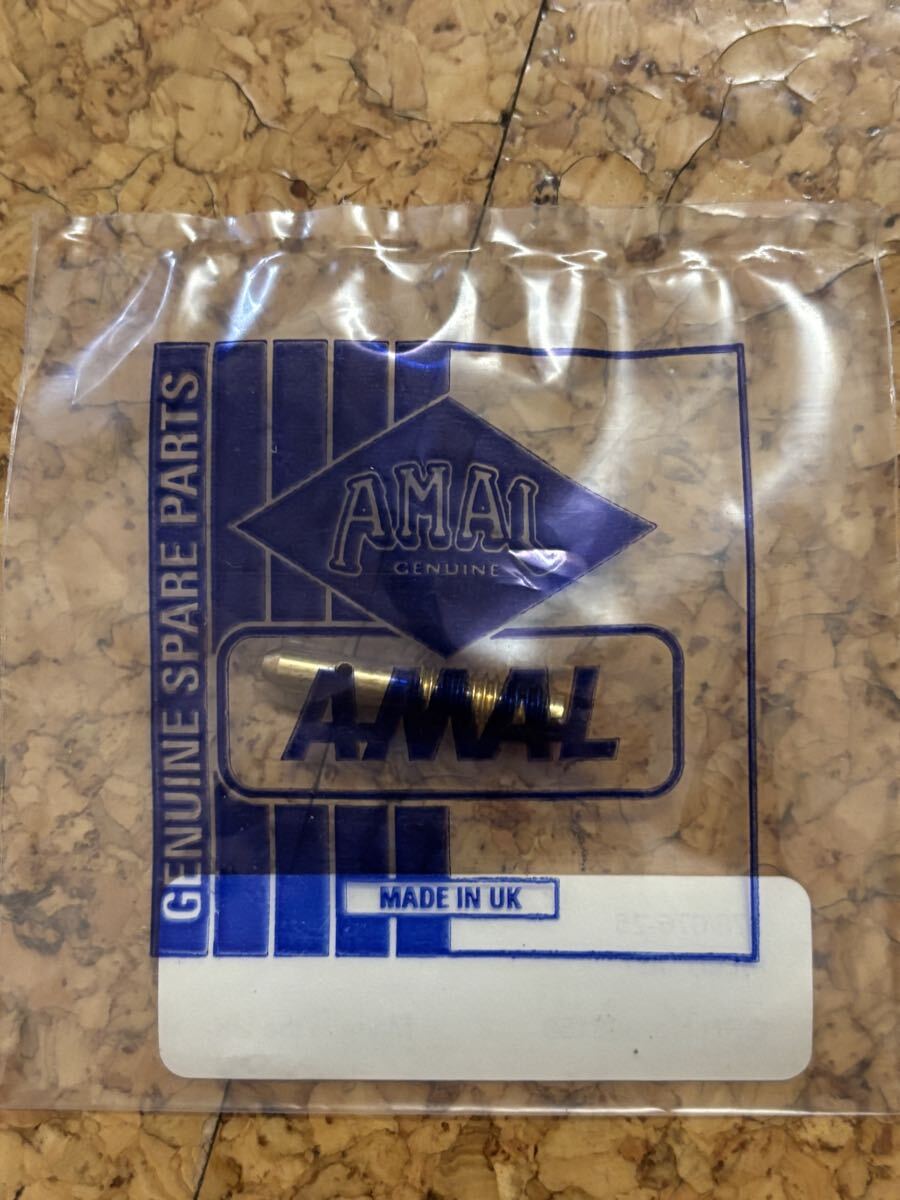 GENUINE SPARE PARTS
AMAL
GENUINE
AMAL
MADE IN UK